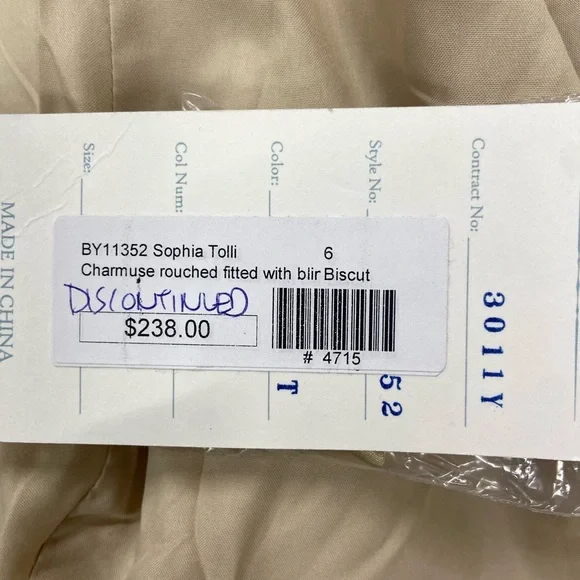 BY11352 Sophia Tolli 6
Charmuse rouched fitted with blir Biscut
DISCONTINUED
$238.00
# 4715
Size:
Col Num:
Color:
T
Style No:
52
Contract No:
3011Y
MADE IN CHINA